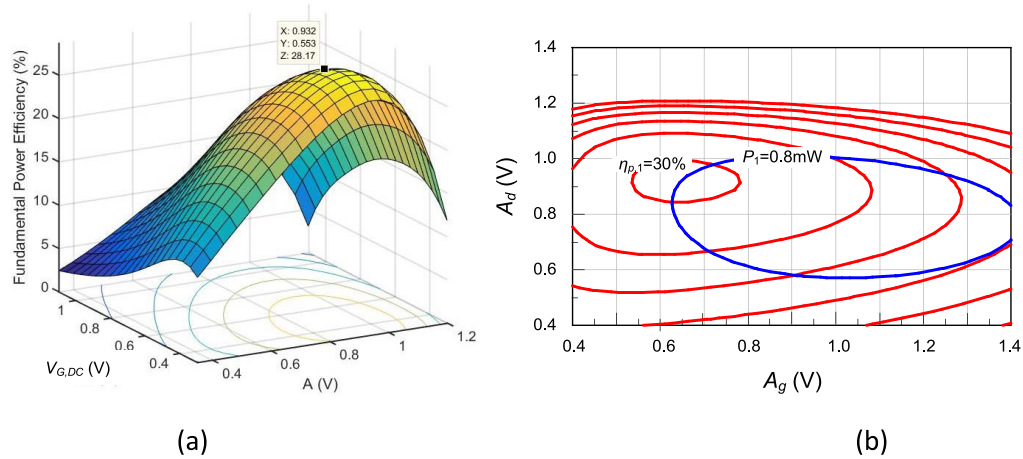 X: 0.932
Y: 0.553
Z: 28.17
Fundamental Power Efficiency (%)
25
20
15
10
5
0
1
0.8
0.6
0.4
V_{G,DC} (V)
0.4
0.6
0.8
1
1.2
A (V)
(a)
1.4
1.2
1.0
0.8
0.6
0.4
A_d (V)
η_{p,1}=30%
P_1=0.8mW
0.4
0.6
0.8
1.0
1.2
1.4
A_g (V)
(b)